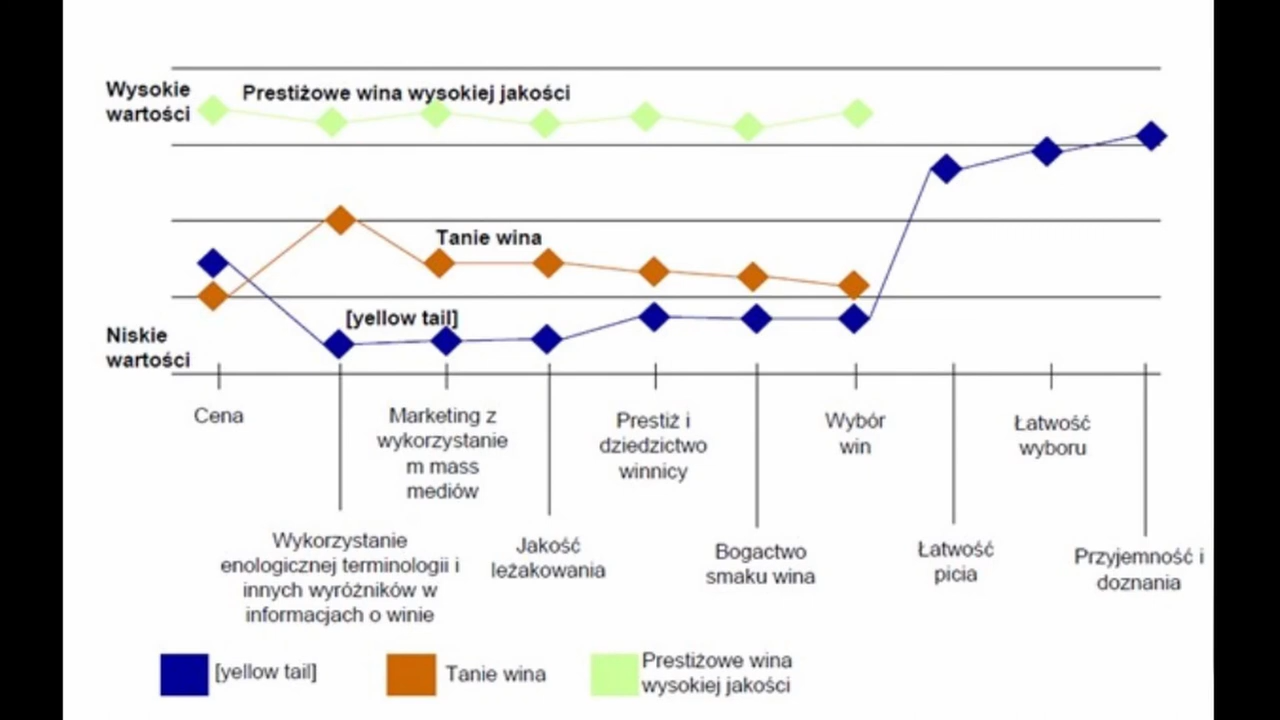 Wysokie
wartości
Prestiżowe wina wysokiej jakości
Tanie wina
[yellow tail]
Niskie
wartości
Cena
Wykorzystanie
enologicznej terminologii i
innych wyróżników w
informacjach o winie
Marketing z
wykorzystanie
m mass
mediów
Jakość
leżakowania
Prestiż i
dziedzictwo
winnicy
Bogactwo
smaku wina
Wybór
win
Łatwość
picia
Łatwość
wyboru
Przyjemność i
doznania
[yellow tail]
Tanie wina
Prestiżowe wina
wysokiej jakości